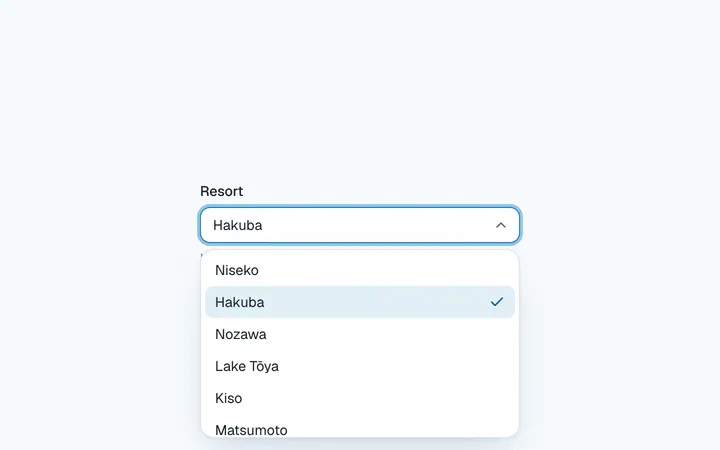 Resort
Hakuba
Niseko
Hakuba
Nozawa
Lake Tōya
Kiso
Matsumoto